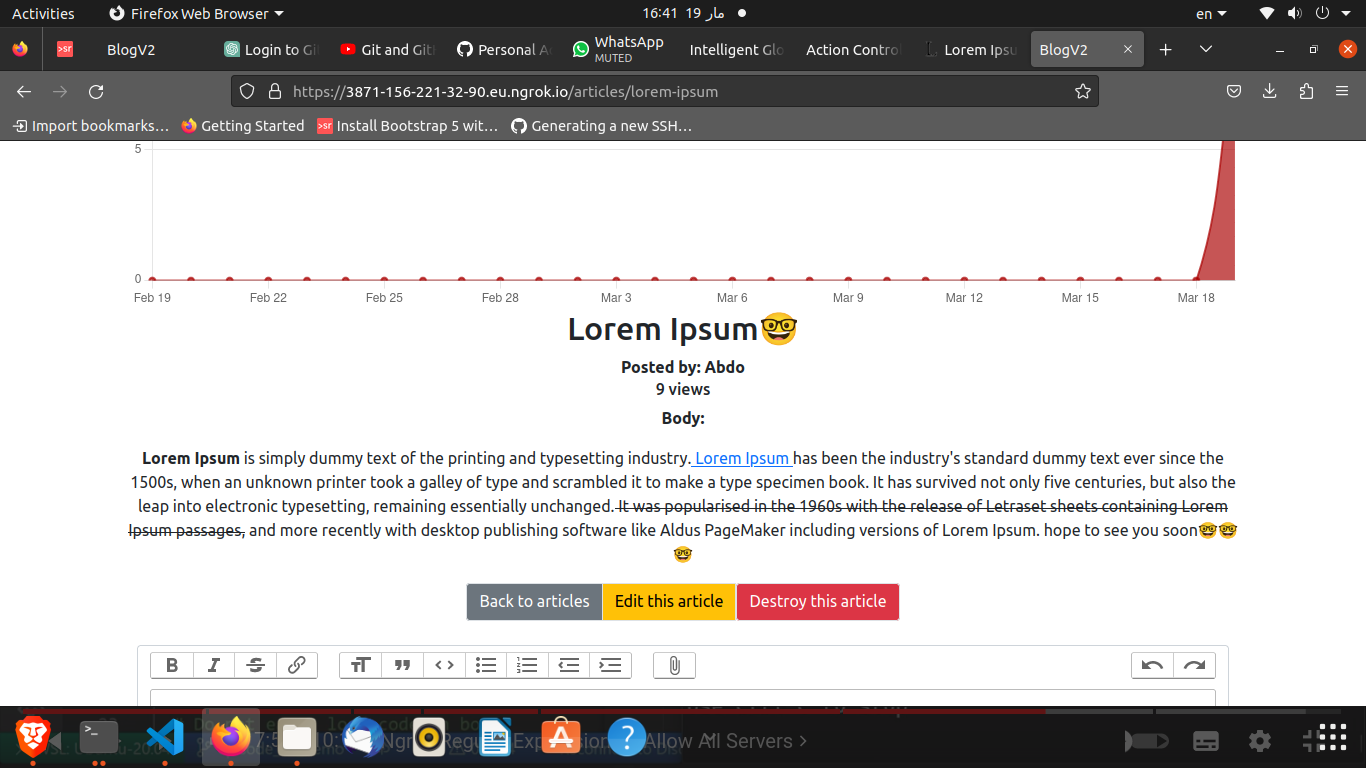 Activities Firefox Web Browser 16:41 19 مار en
BlogV2 Login to Gi Git and Git Personal Ac WhatsApp MUTED Intelligent Glo Action Control Lorem Ipsu BlogV2
https://3871-156-221-32-90.eu.ngrok.io/articles/lorem-ipsum
Import bookmarks… Getting Started >sr Install Bootstrap 5 wit… Generating a new SSH…
5
0
Feb 19 Feb 22 Feb 25 Feb 28 Mar 3 Mar 6 Mar 9 Mar 12 Mar 15 Mar 18
Lorem Ipsum🤓
Posted by: Abdo
9 views
Body:
Lorem Ipsum is simply dummy text of the printing and typesetting industry. Lorem Ipsum has been the industry's standard dummy text ever since the
1500s, when an unknown printer took a galley of type and scrambled it to make a type specimen book. It has survived not only five centuries, but also the
leap into electronic typesetting, remaining essentially unchanged. It was popularised in the 1960s with the release of Letraset sheets containing Lorem
Ipsum passages, and more recently with desktop publishing software like Aldus PageMaker including versions of Lorem Ipsum. hope to see you soon🤓🤓
🤓
Back to articles Edit this article Destroy this article
B I S
Allow All Servers >